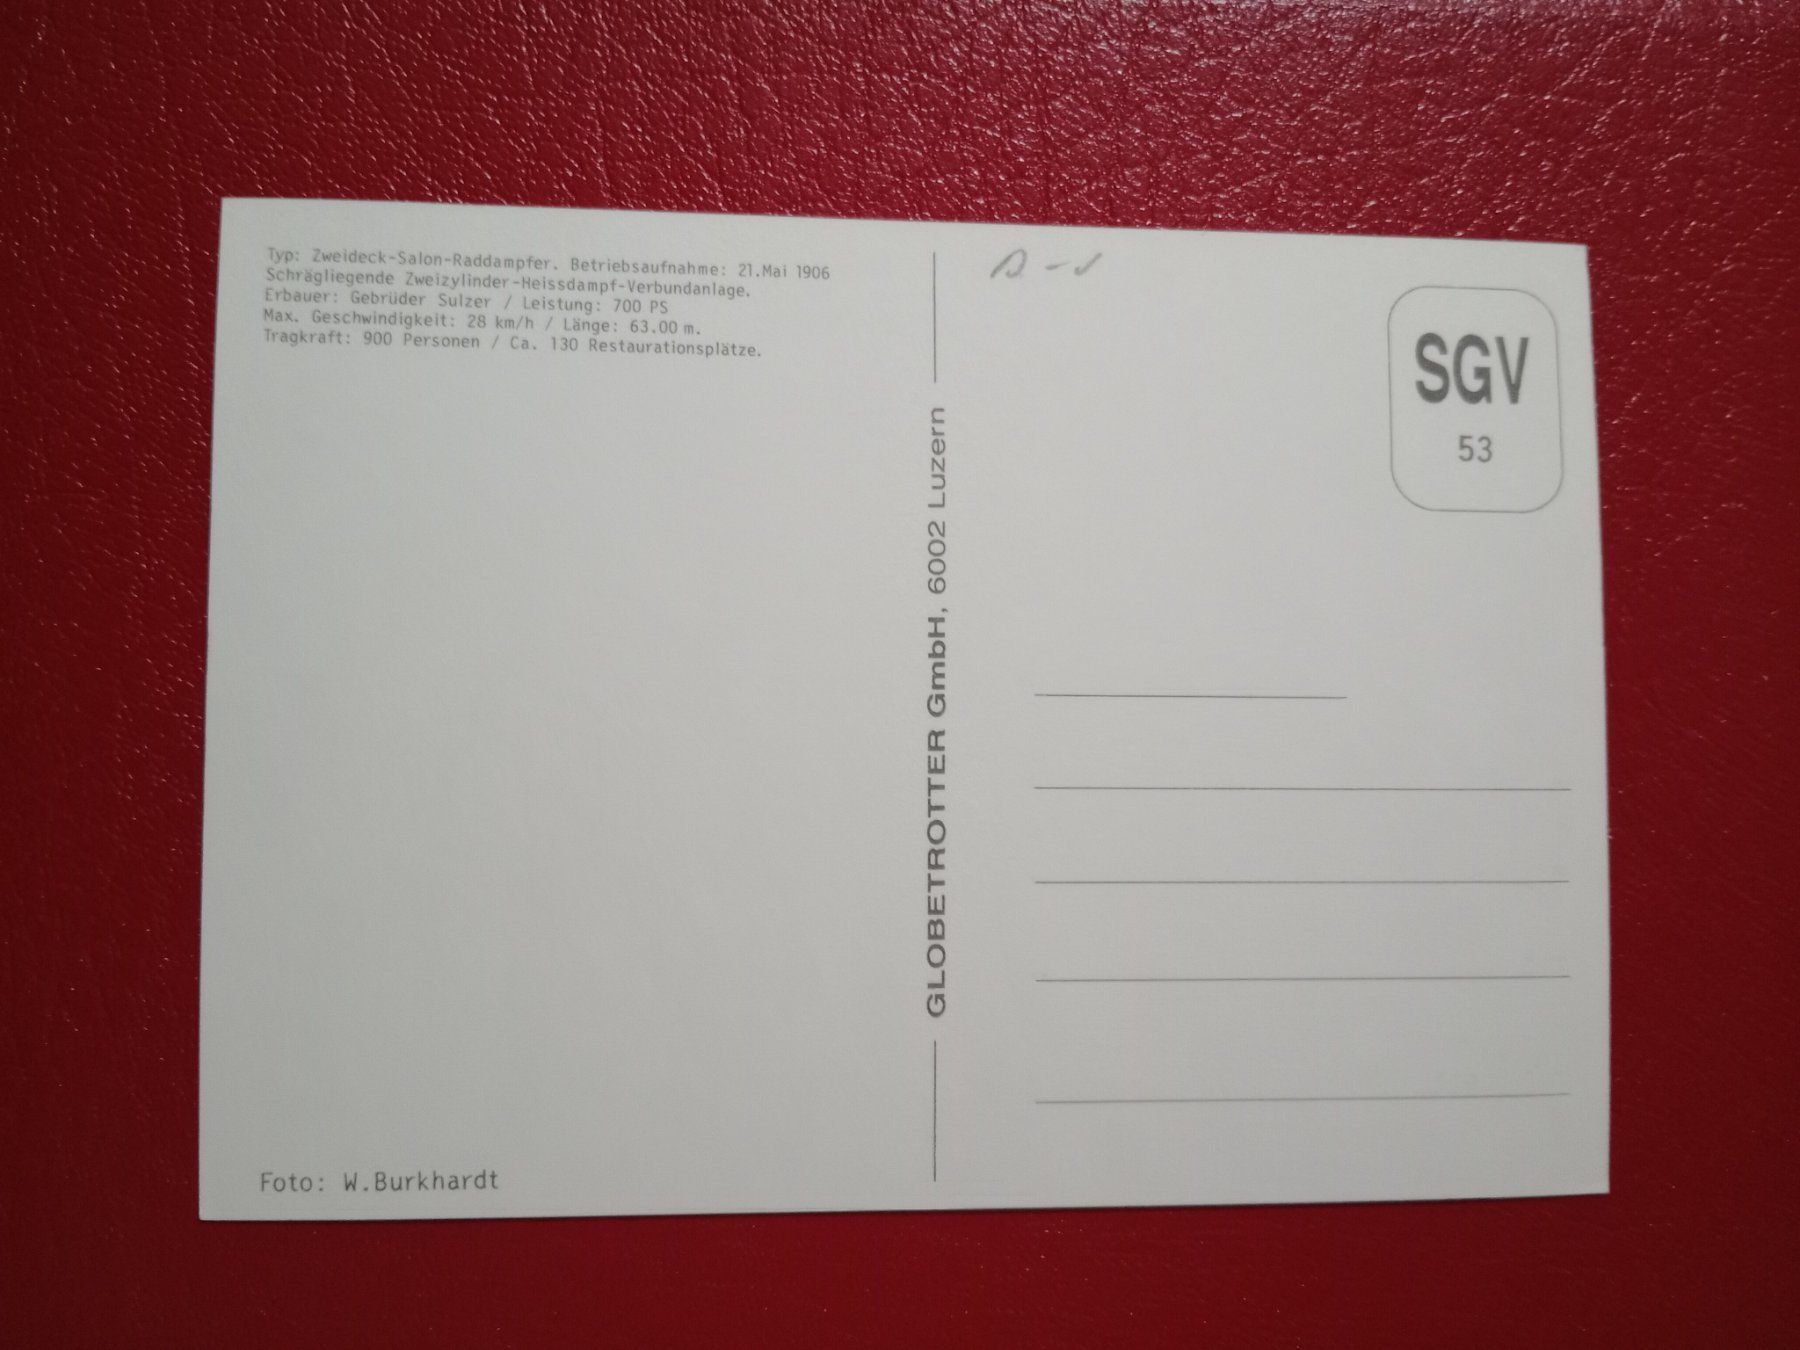 Typ: Zweideck-Salon-Raddampfer. Betriebsaufnahme: 21.Mai 1906
Schrägliegende Zweizylinder-Heissdampf-Verbundanlage.
Erbauer: Gebrüder Sulzer / Leistung: 700 PS
Max. Geschwindigkeit: 28 km/h / Länge: 63.00 m.
Tragkraft: 900 Personen / Ca. 130 Restaurationsplätze.
Foto: W.Burkhardt
GLOBETROTTER GmbH, 6002 Luzern
SGV
53